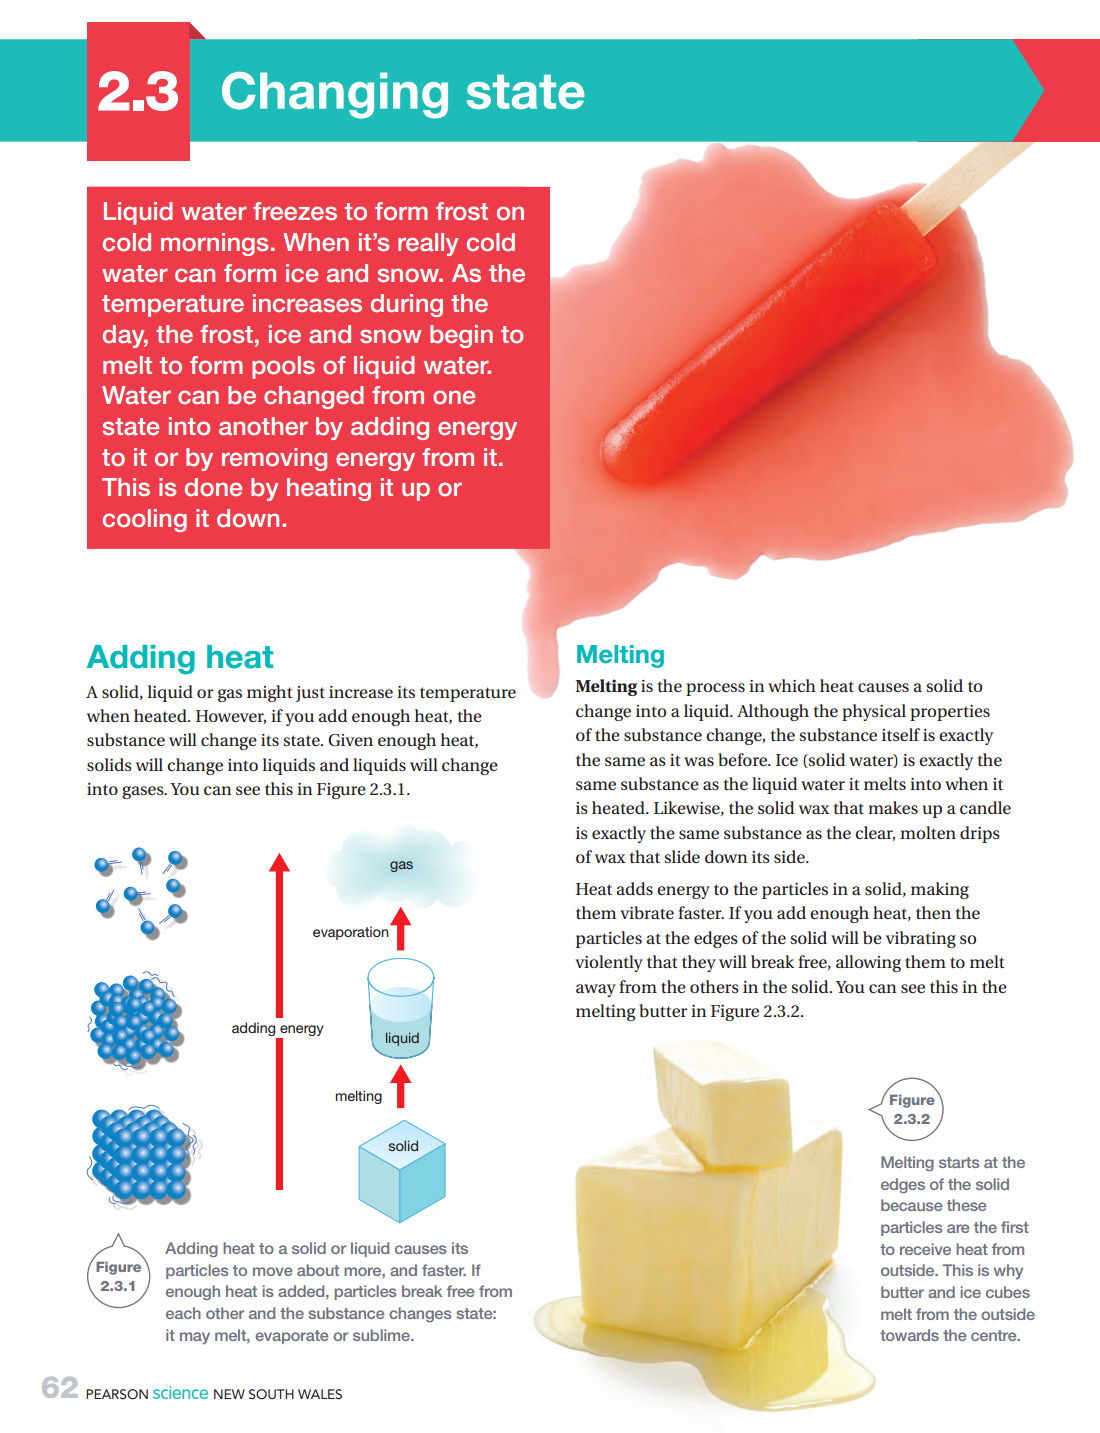 2.3
Changing state
Liquid water freezes to form frost on
cold mornings. When it's really cold
water can form ice and snow. As the
temperature increases during the
day, the frost, ice and snow begin to
melt to form pools of liquid water.
Water can be changed from one
state into another by adding energy
to it or by removing energy from it.
This is done by heating it up or
cooling it down.
Adding heat
A solid, liquid or gas might just increase its temperature
when heated. However, if you add enough heat, the
substance will change its state. Given enough heat,
solids will change into liquids and liquids will change
into gases. You can see this in Figure 2.3.1.
gas
evaporation
adding energy
liquid
melting
solid
Figure
2.3.1
Adding heat to a solid or liquid causes its
particles to move about more, and faster. If
enough heat is added, particles break free from
each other and the substance changes state:
it may melt, evaporate or sublime.
Melting
Melting is the process in which heat causes a solid to
change into a liquid. Although the physical properties
of the substance change, the substance itself is exactly
the same as it was before. Ice (solid water) is exactly the
same substance as the liquid water it melts into when it
is heated. Likewise, the solid wax that makes up a candle
is exactly the same substance as the clear, molten drips
of wax that slide down its side.
Heat adds energy to the particles in a solid, making
them vibrate faster. If you add enough heat, then the
particles at the edges of the solid will be vibrating so
violently that they will break free, allowing them to melt
away from the others in the solid. You can see this in the
melting butter in Figure 2.3.2.
Figure
2.3.2
Melting starts at the
edges of the solid
because these
particles are the first
to receive heat from
outside. This is why
butter and ice cubes
melt from the outside
towards the centre.
62 PEARSON science NEW SOUTH WALES